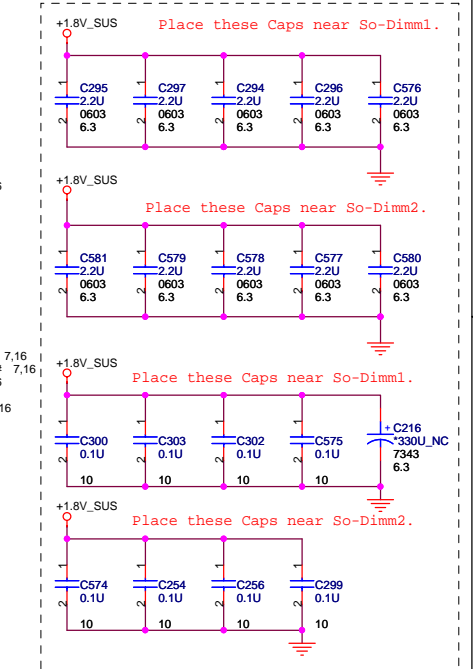 +1.8V_SUS Place these Caps near So-Dimm1.
1 1 1 1 1
C295 C297 C294 C296 C576
2.2U 2.2U 2.2U 2.2U 2.2U
0603 0603 0603 0603 0603
2 6.3 2 6.3 2 6.3 2 6.3 2 6.3
+1.8V_SUS
6
Place these Caps near So-Dimm2.
1 1 1 1 1
C581 C579 C578 C577 C580
2.2U 2.2U 2.2U 2.2U 2.2U
0603 0603 0603 0603 0603
2 6.3 2 6.3 2 6.3 2 6.3 2 6.3
7,16
+1.8V_SUS
7,16
Place these Caps near So-Dimm1.
6
16
1 1 1 1
+ C216
C300 C303 C302 C575 *330U_NC
0.1U 0.1U 0.1U 0.1U 7343
2 2 2 2 6.3
10 10 10 10
+1.8V_SUS
Place these Caps near So-Dimm2.
1 1 1 1
C574 C254 C256 C299
0.1U 0.1U 0.1U 0.1U
2 2 2 2
10 10 10 10